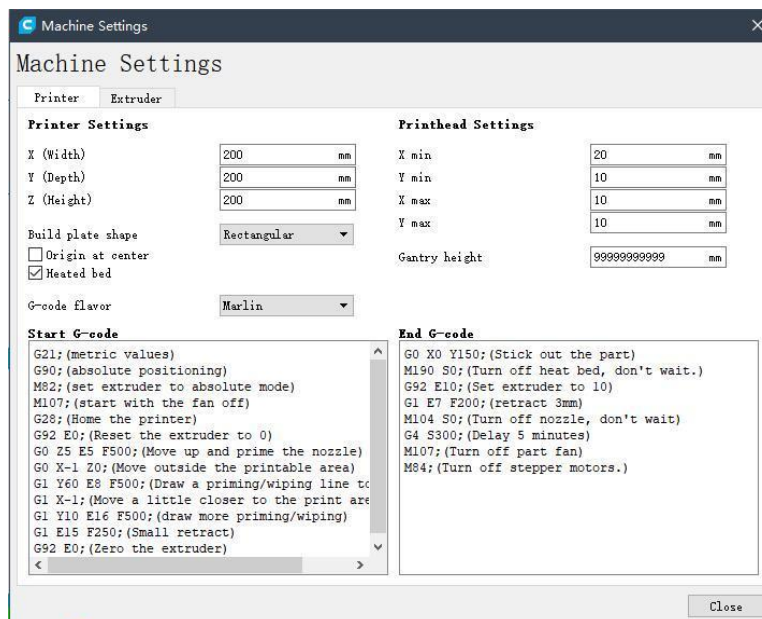 Machine Settings
Machine Settings
Printer Extruder
Printer Settings
X (Width) 200 mm
Y (Depth) 200 mm
Z (Height) 200 mm
Build plate shape Rectangular
Origin at center
Heated bed
G-code flavor Marlin
Printhead Settings
X min 20 mm
Y min 10 mm
X max 10 mm
Y max 10 mm
Gantry height 99999999999 mm
Start G-code
G21;(metric values)
G90;(absolute positioning)
M82;(set extruder to absolute mode)
M107;(start with the fan off)
G28;(Home the printer)
G92 E0;(Reset the extruder to 0)
G0 Z5 E5 F500;(Move up and prime the nozzle)
G0 X-1 Z0;(Move outside the printable area)
G1 Y60 E8 F500;(Draw a priming/wiping line to
G1 X-1;(Move a little closer to the print are
G1 Y10 E16 F500;(draw more priming/wiping)
G1 E15 F250;(Small retract)
G92 E0;(Zero the extruder)
End G-code
G0 X0 Y150;(Stick out the part)
M190 S0;(Turn off heat bed, don't wait.)
G92 E10;(Set extruder to 10)
G1 E7 F200;(retract 3mm)
M104 S0;(Turn off nozzle, don't wait)
G4 S300;(Delay 5 minutes)
M107;(Turn off part fan)
M84;(Turn off stepper motors.)
Close